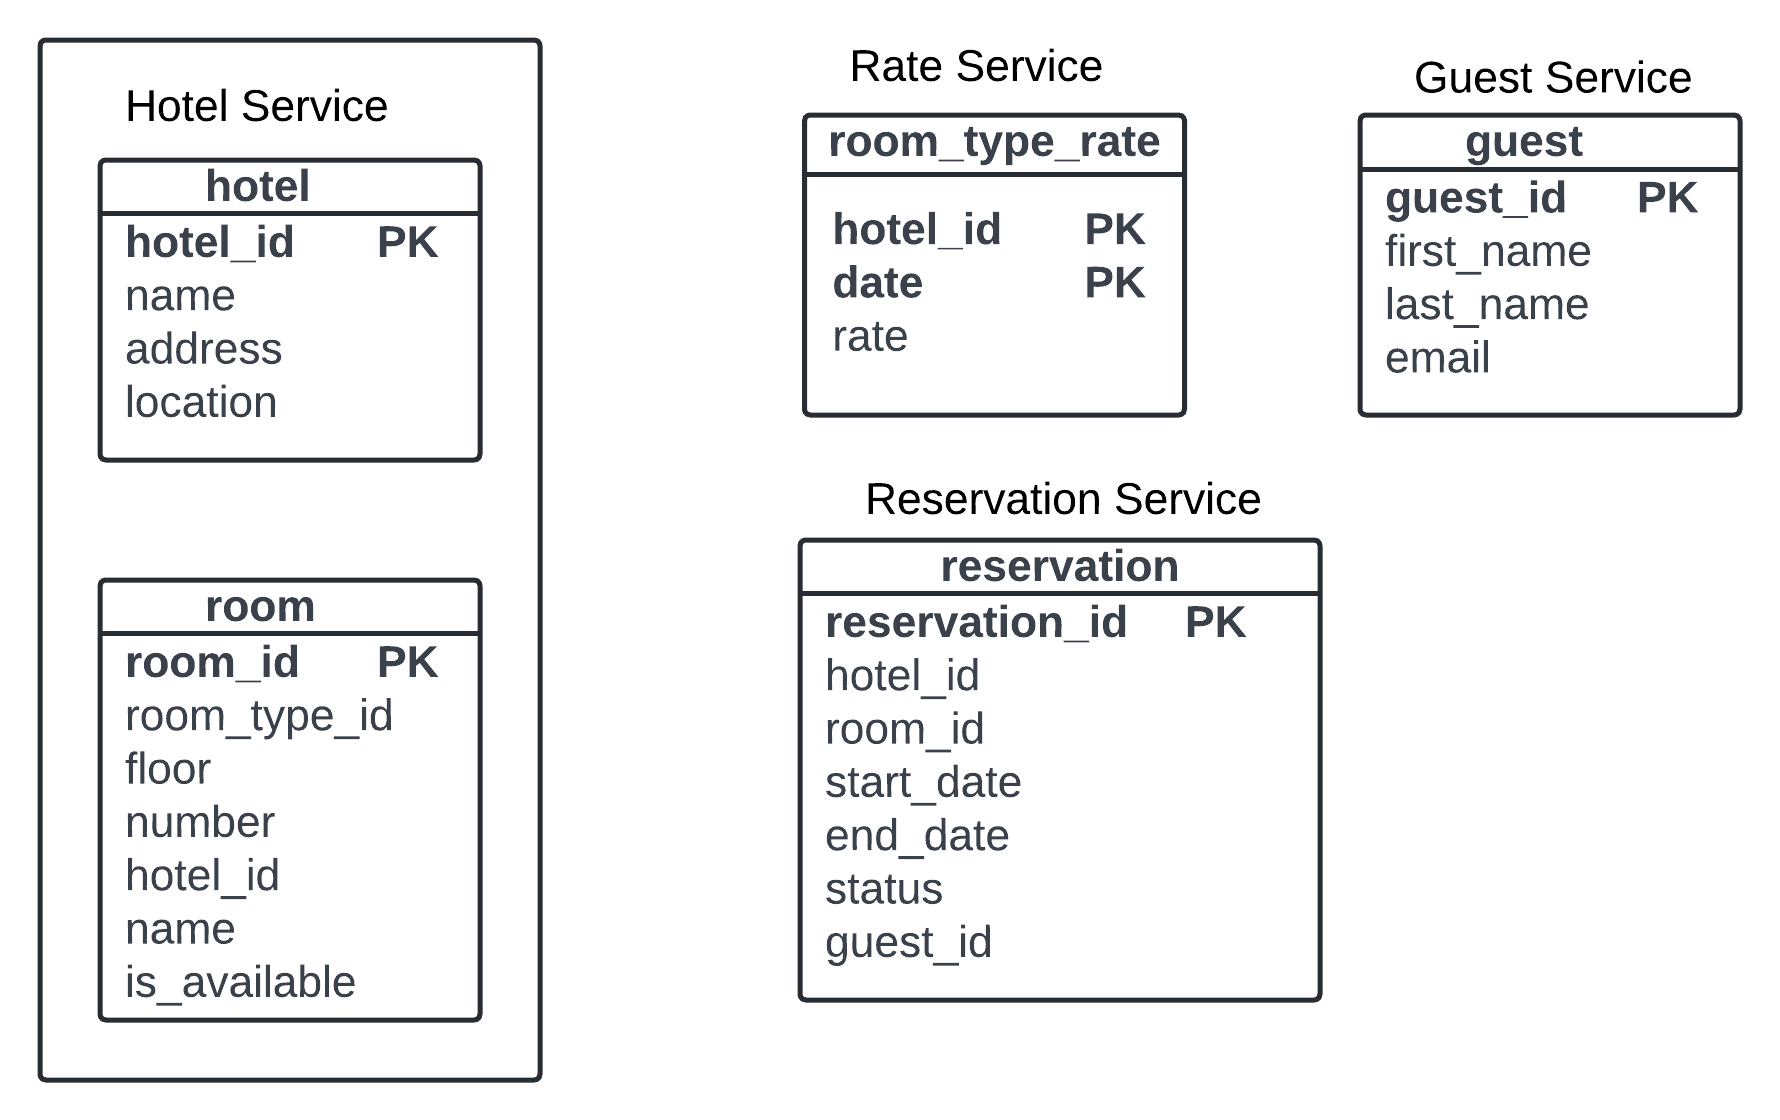 Hotel Service
hotel
hotel_id PK
name
address
location
room
room_id PK
room_type_id
floor
number
hotel_id
name
is_available
Rate Service
room_type_rate
hotel_id PK
date PK
rate
Guest Service
guest
guest_id PK
first_name
last_name
email
Reservation Service
reservation
reservation_id PK
hotel_id
room_id
start_date
end_date
status
guest_id